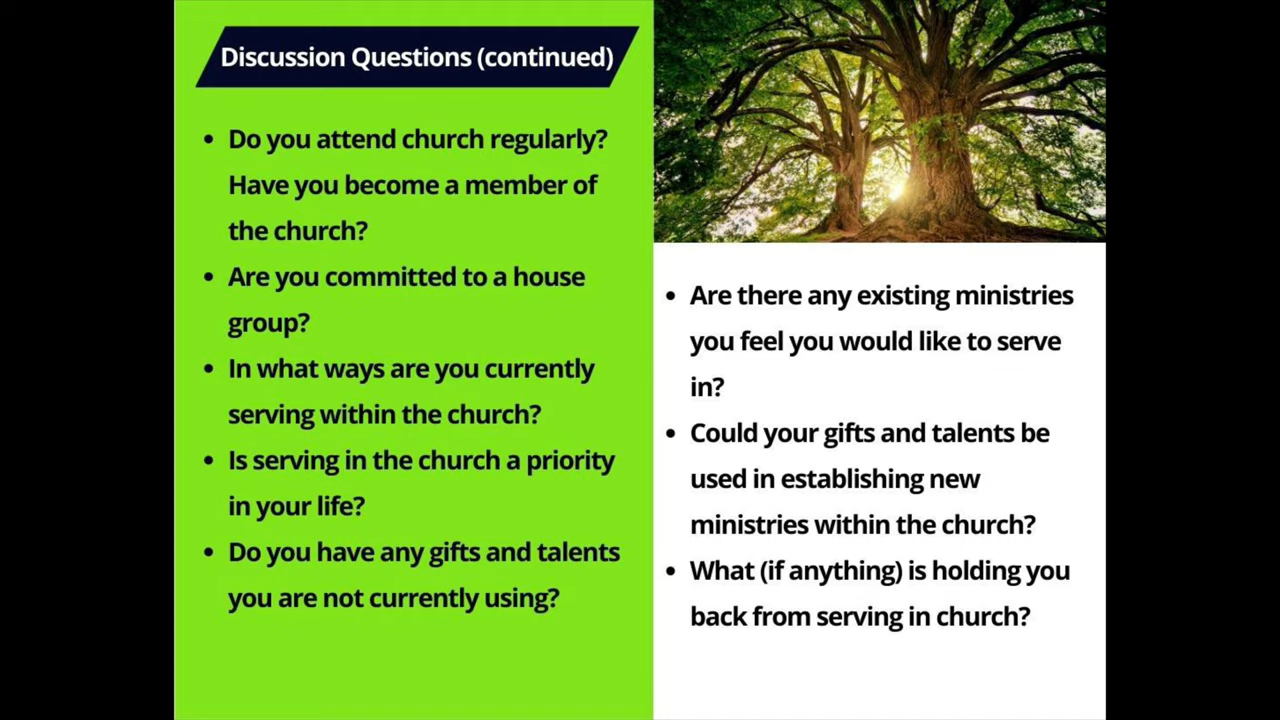 Discussion Questions (continued)
• Do you attend church regularly?
Have you become a member of
the church?
• Are you committed to a house
group?
• In what ways are you currently
serving within the church?
• Is serving in the church a priority
in your life?
• Do you have any gifts and talents
you are not currently using?
• Are there any existing ministries
you feel you would like to serve
in?
• Could your gifts and talents be
used in establishing new
ministries within the church?
• What (if anything) is holding you
back from serving in church?